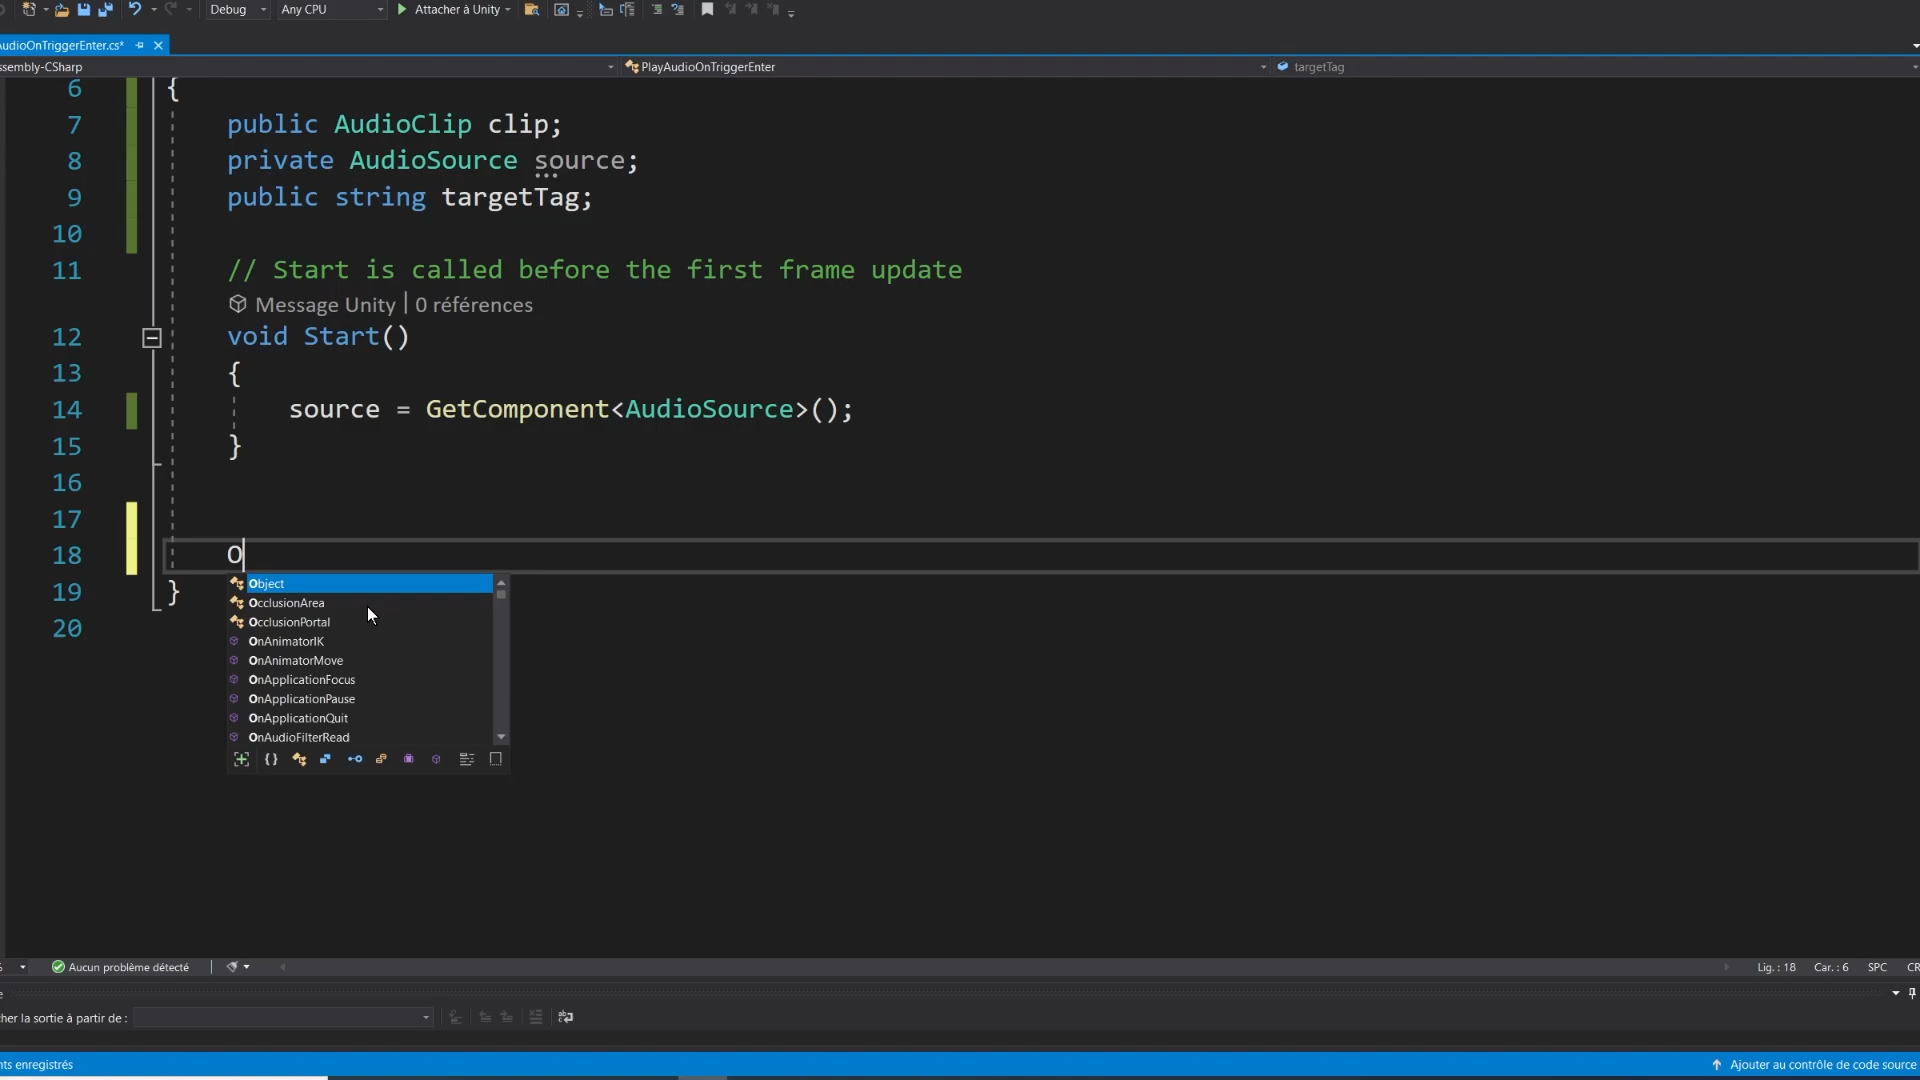 Debug Any CPU Attacher à Unity
AudioOnTriggerEnter.cs*
ssembly-CSharp PlayAudioOnTriggerEnter targetTag
6 {
7 public AudioClip clip;
8 private AudioSource source;
9 public string targetTag;
10
11 // Start is called before the first frame update
Message Unity | 0 références
12 void Start()
13 {
14 source = GetComponent<AudioSource>();
15 }
16
17
18 O
Object
19 }
OcclusionArea
20
OcclusionPortal
OnAnimatorIK
OnAnimatorMove
OnApplicationFocus
OnApplicationPause
OnApplicationQuit
OnAudioFilterRead
Aucun problème détecté Lig. : 18 Car. : 6 SPC CR
e
her la sortie à partir de :
nts enregistrés Ajouter au contrôle de code source